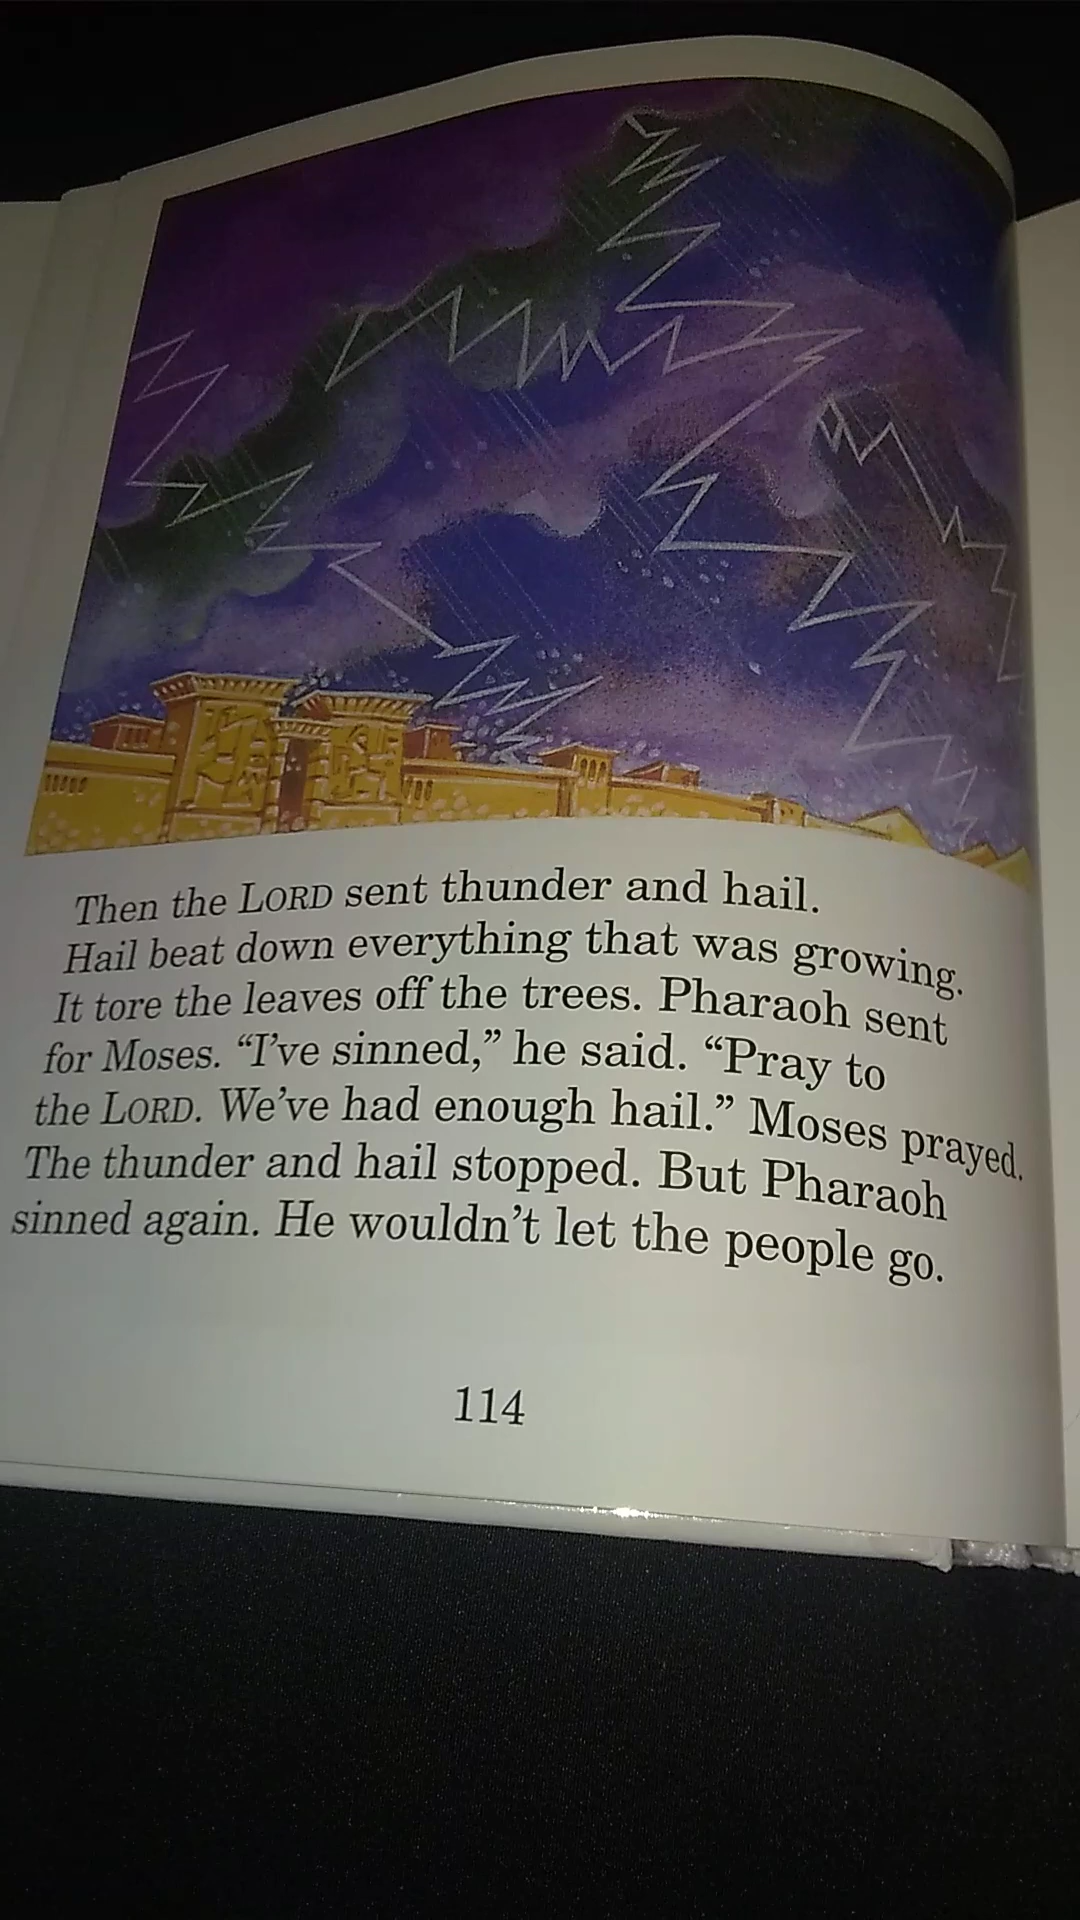 Then the LORD sent thunder and hail.
Hail beat down everything that was growing.
It tore the leaves off the trees. Pharaoh sent
for Moses. “I’ve sinned,” he said. “Pray to
the LORD. We’ve had enough hail.” Moses prayed.
The thunder and hail stopped. But Pharaoh
sinned again. He wouldn’t let the people go.
114